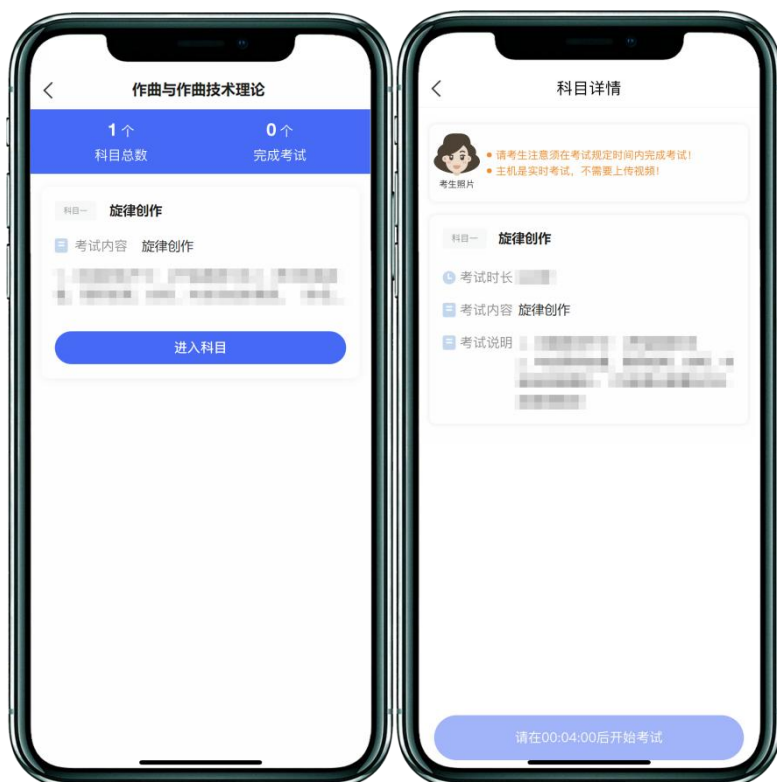 作曲与作曲技术理论
1个
0个
科目总数
完成考试
科目一
旋律创作
考试内容 旋律创作
进入科目
科目详情
考生照片
请考生注意须在考试规定时间内完成考试!
主机是实时考试,不需要上传视频!
科目一
旋律创作
考试时长
考试内容 旋律创作
考试说明
请在00:04:00后开始考试